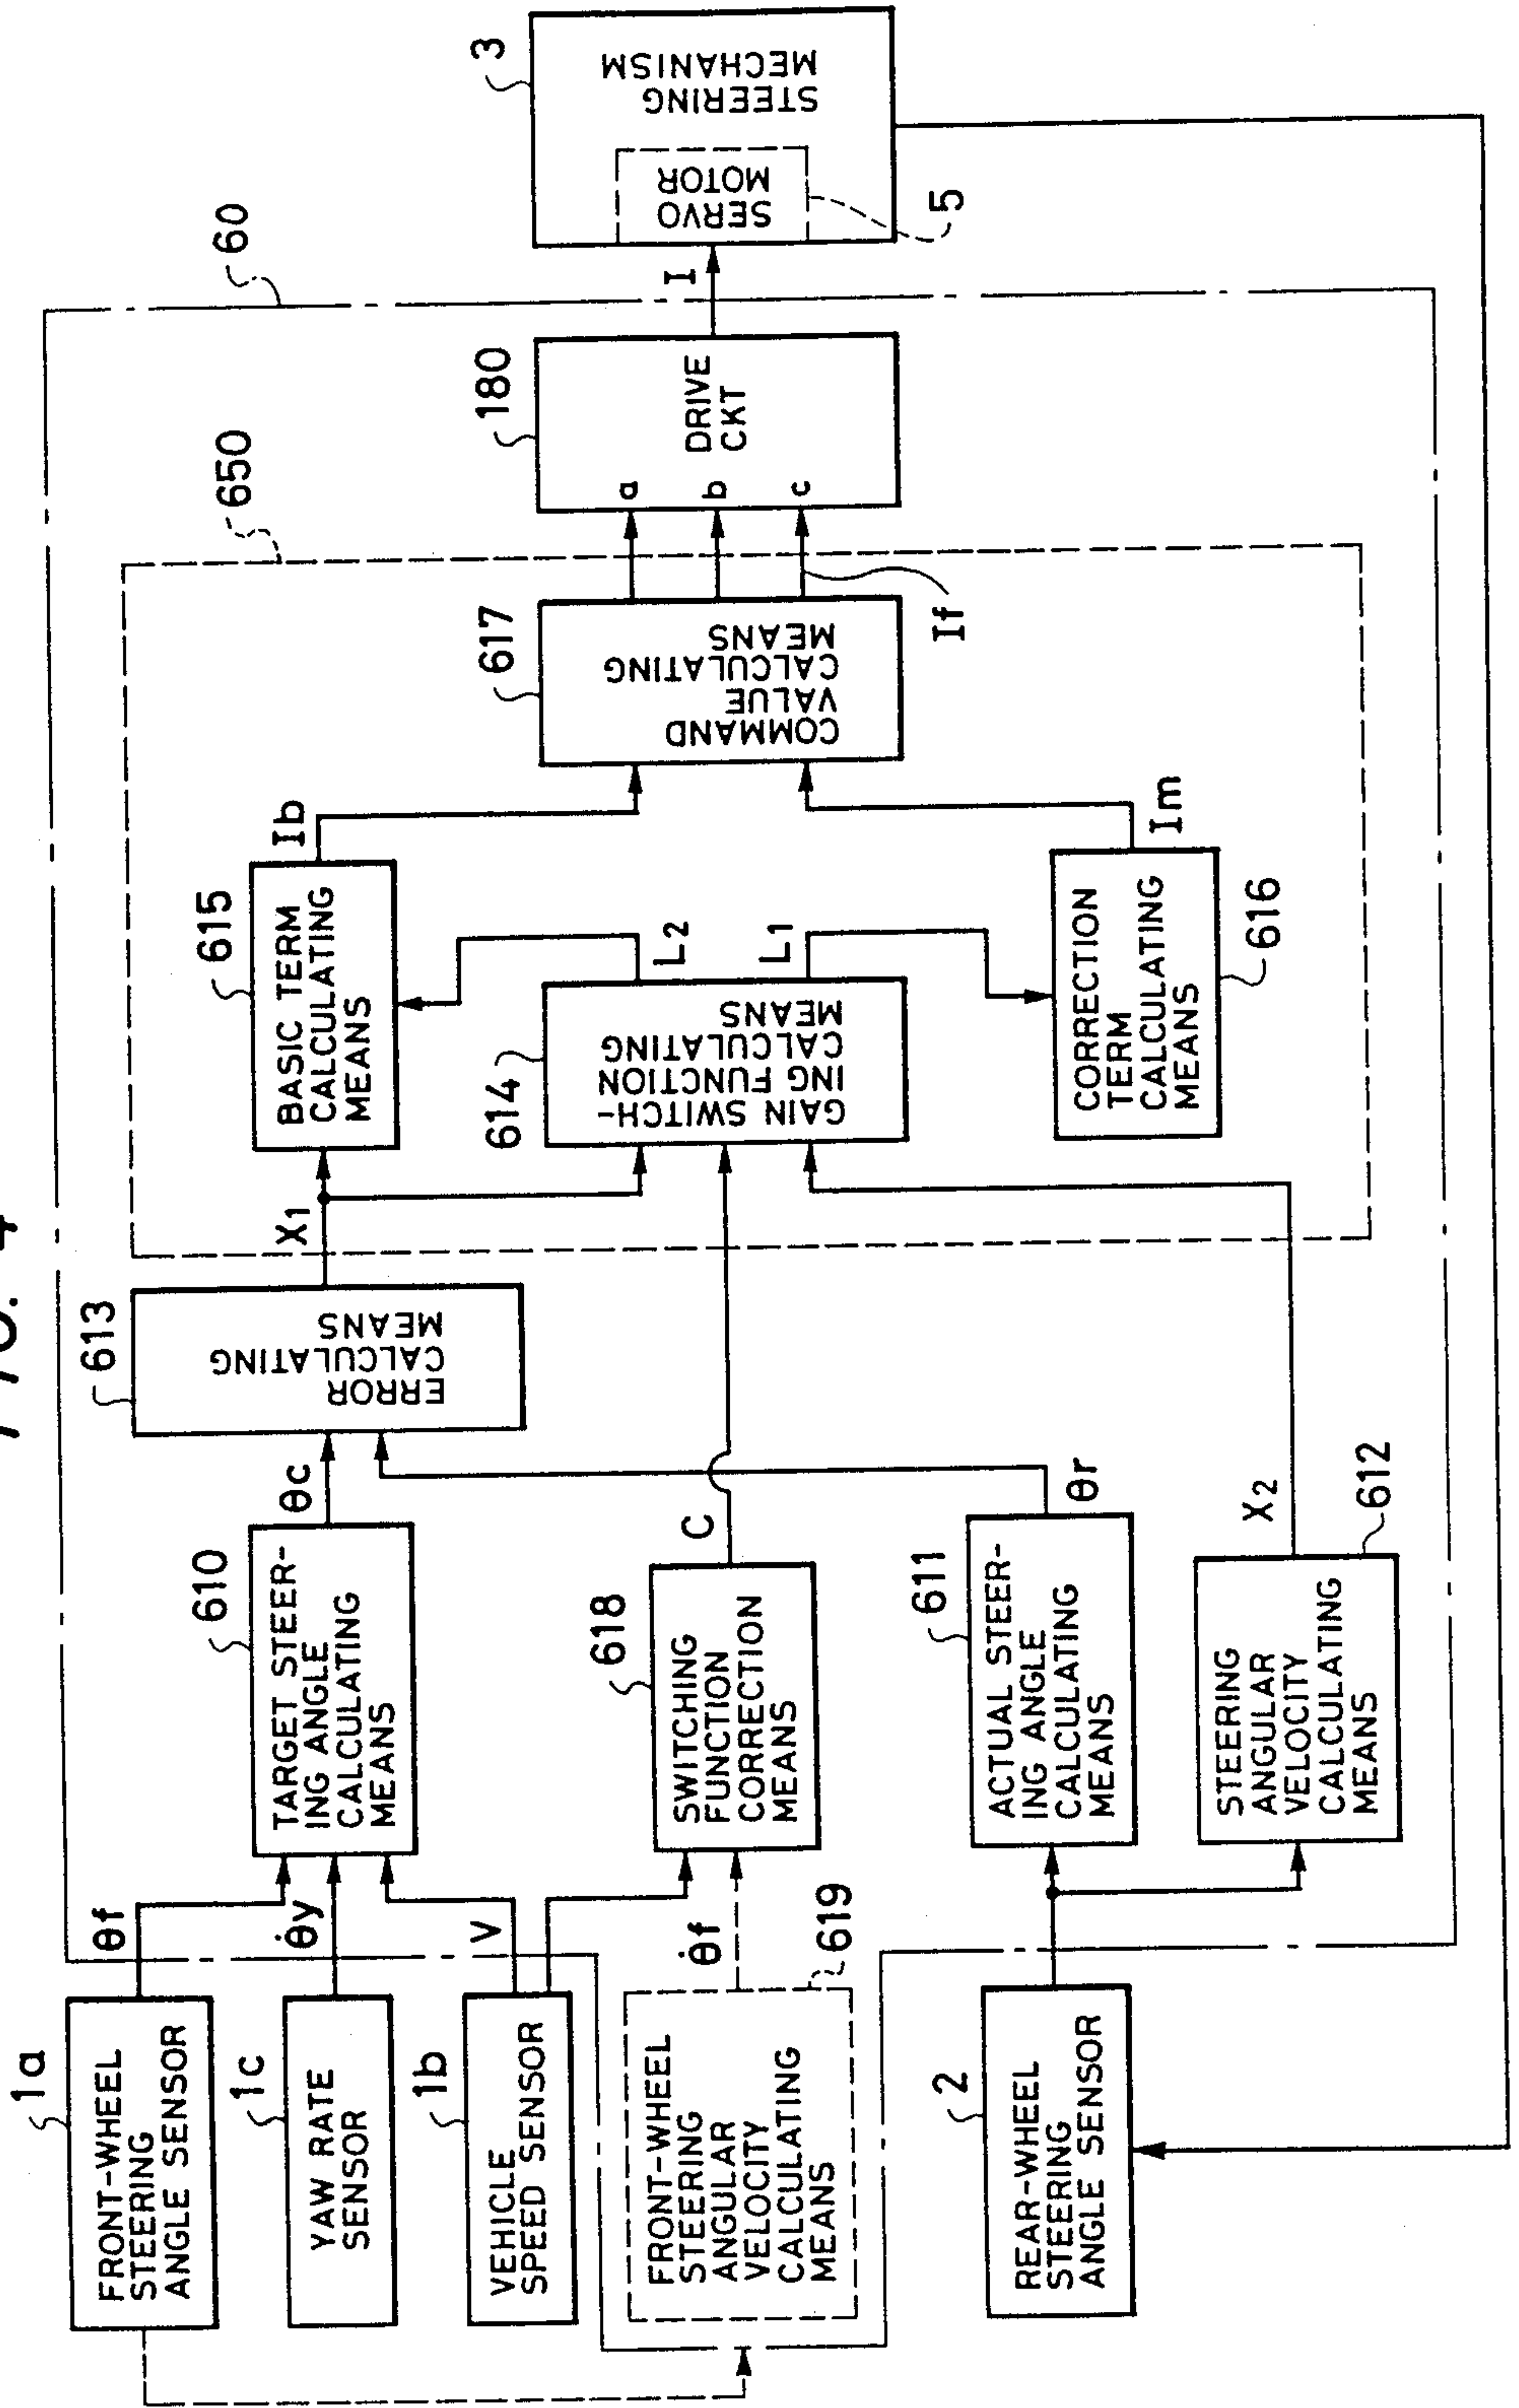 FIG. 4
1a
FRONT-WHEEL
STEERING
ANGLE SENSOR
1c
YAW RATE
SENSOR
1b
VEHICLE
SPEED SENSOR
FRONT-WHEEL
STEERING
ANGULAR
VELOCITY
CALCULATING
MEANS
619
2
REAR-WHEEL
STEERING
ANGLE SENSOR
θf
θ̇y
V
θ̇f
610
TARGET STEER-
ING ANGLE
CALCULATING
MEANS
618
SWITCHING
FUNCTION
CORRECTION
MEANS
611
ACTUAL STEER-
ING ANGLE
CALCULATING
MEANS
STEERING
ANGULAR
VELOCITY
CALCULATING
MEANS
612
θc
C
θr
X2
613
ERROR
CALCULATING
MEANS
X1
615
BASIC TERM
CALCULATING
MEANS
614
GAIN SWITCH-
ING FUNCTION
CALCULATING
MEANS
CORRECTION
TERM
CALCULATING
MEANS
616
L2
L1
Ib
Im
617
COMMAND
VALUE
CALCULATING
MEANS
If
650
180
a
b
c
DRIVE
CKT
60
I
3
SERVO
MOTOR
STEERING
MECHANISM
5